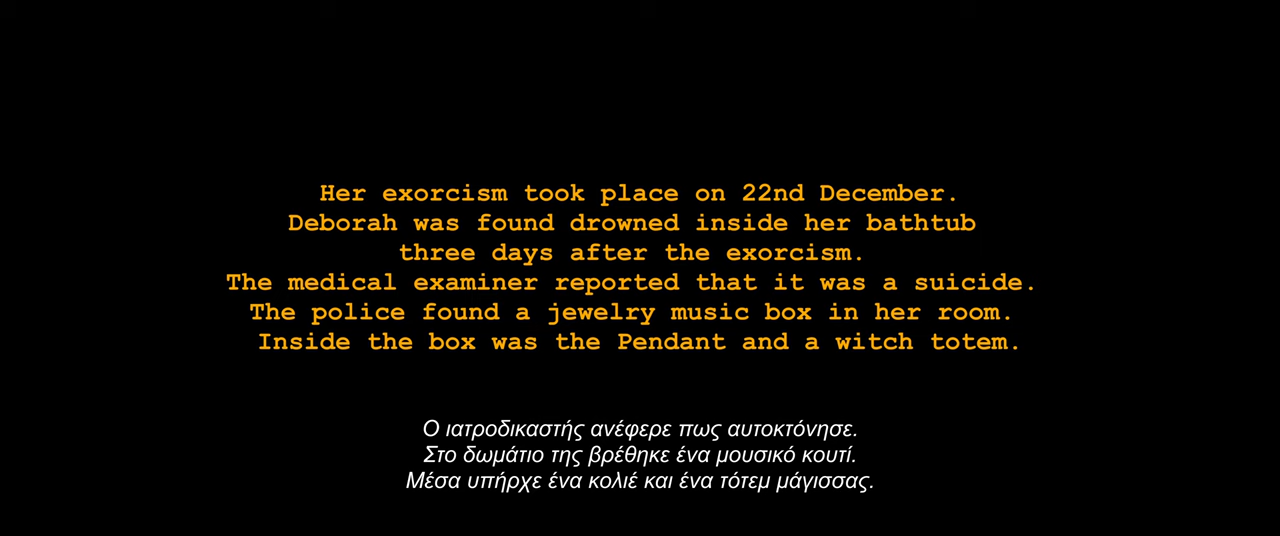 Her exorcism took place on 22nd December.
Deborah was found drowned inside her bathtub
three days after the exorcism.
The medical examiner reported that it was a suicide.
The police found a jewelry music box in her room.
Inside the box was the Pendant and a witch totem.
Ο ιατροδικαστής ανέφερε πως αυτοκτόνησε.
Στο δωμάτιο της βρέθηκε ένα μουσικό κουτί.
Μέσα υπήρχε ένα κολιέ και ένα τότεμ μάγισσας.